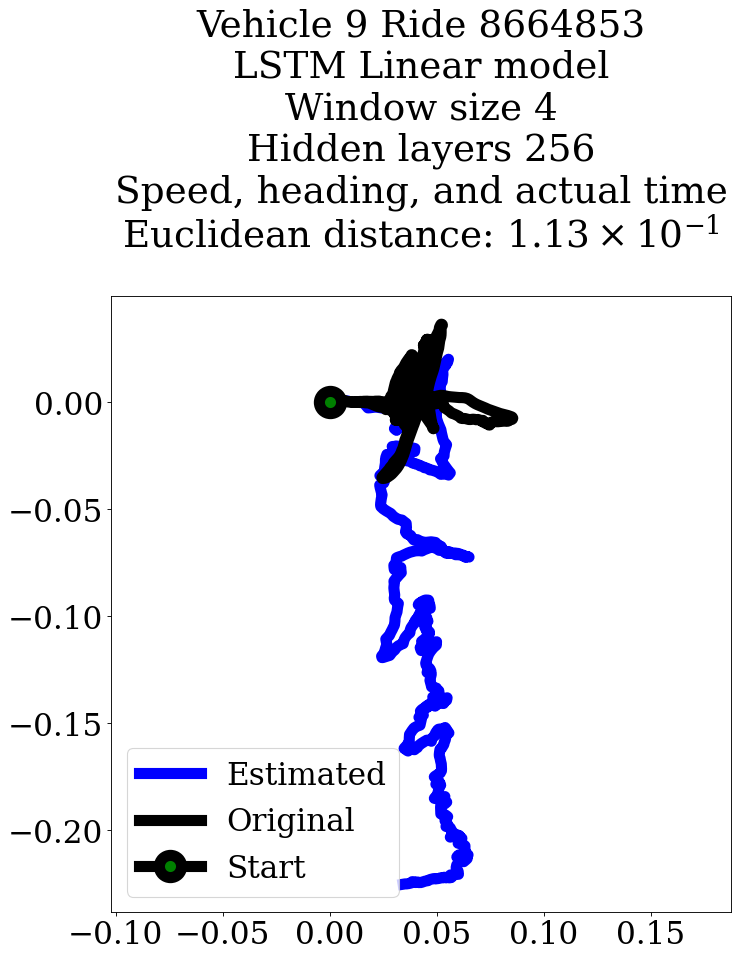 Vehicle 9 Ride 8664853
LSTM Linear model
Window size 4
Hidden layers 256
Speed, heading, and actual time
Euclidean distance: 1.13 × 10⁻¹
0.00
−0.05
−0.10
−0.15
−0.20
Estimated
Original
Start
−0.10 −0.05 0.00 0.05 0.10 0.15